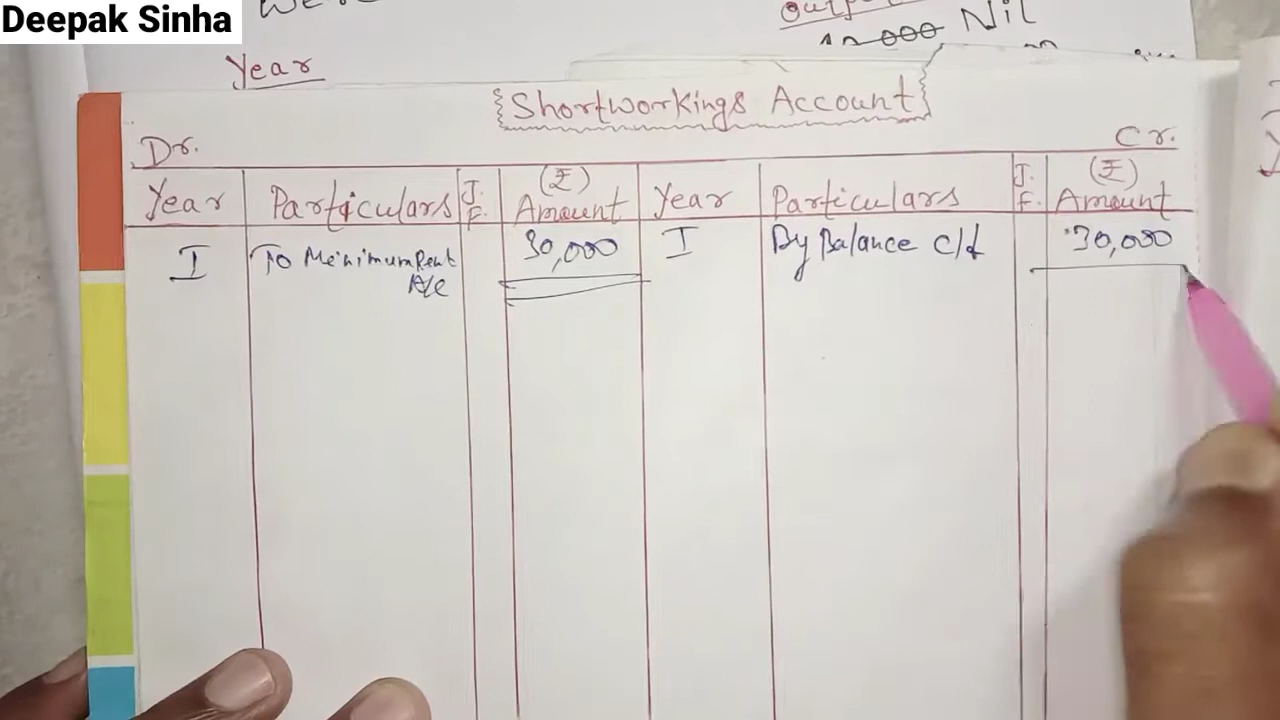 Deepak Sinha
Nil
Year
Shortworkings Account
Dr.
Cr.
Year Particulars J.F. (₹) Amount Year Particulars J.F. (₹) Amount
I To Minimum Rent A/c 30,000 I By Balance c/d 30,000